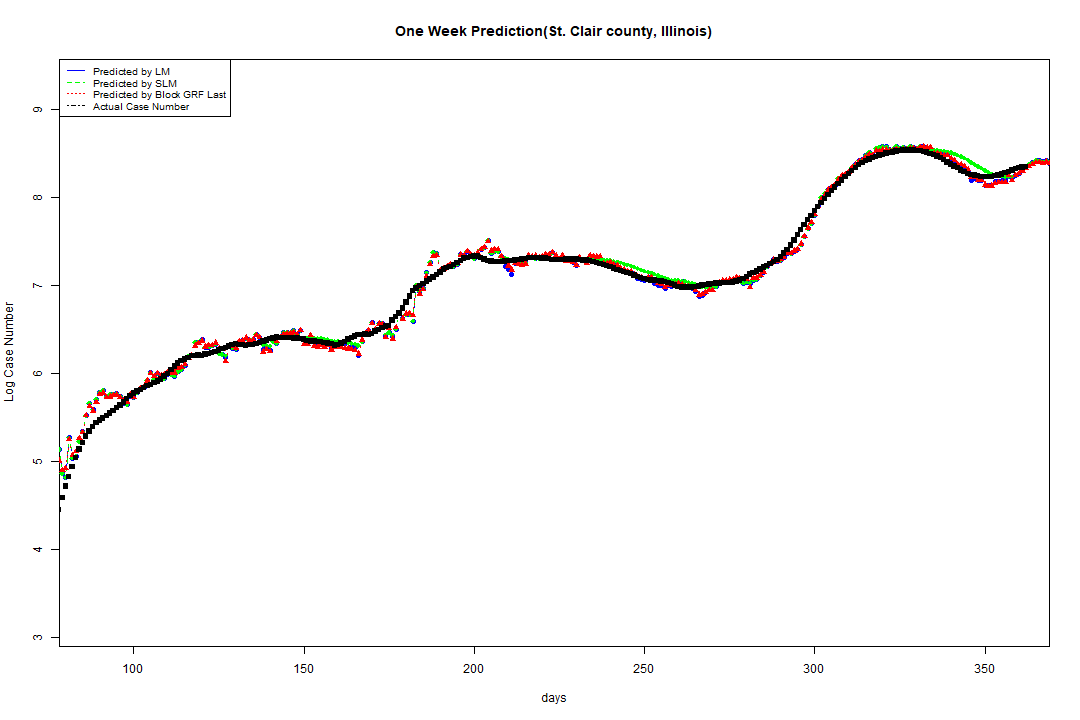 One Week Prediction(St. Clair county, Illinois)
Predicted by LM
Predicted by SLM
Predicted by Block GRF Last
Actual Case Number
9
8
7
6
5
4
3
Log Case Number
100 150 200 250 300 350
days